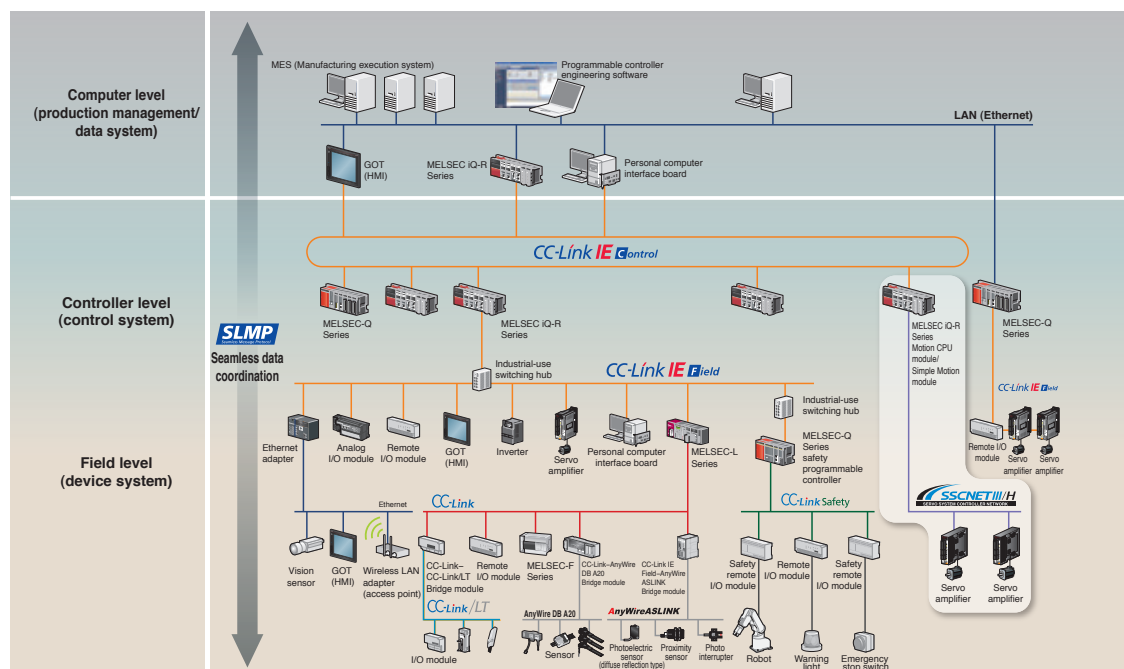 Computer level
(production management/
data system)
MES (Manufacturing execution system)
Programmable controller
engineering software
LAN (Ethernet)
GOT
(HMI)
MELSEC iQ-R
Series
Personal computer
interface board
Controller level
(control system)
CC-Link IE Control
MELSEC-Q
Series
MELSEC iQ-R
Series
MELSEC iQ-R
Series
Motion CPU
module/
Simple Motion
module
MELSEC-Q
Series
SLMP
Seamless Message Protocol
Seamless data
coordination
Industrial-use
switching hub
CC-Link IE Field
CC-Link IE Field
Industrial-use
switching hub
Field level
(device system)
Ethernet
adapter
Analog
I/O module
Remote
I/O module
GOT
(HMI)
Inverter
Servo
amplifier
Personal computer
interface board
MELSEC-L
Series
MELSEC-Q
Series
safety
programmable
controller
Remote I/O
module
Servo
amplifier
Servo
amplifier
Ethernet
CC-Link
CC-Link Safety
SSCNETIII/H
SERVO SYSTEM CONTROLLER NETWORK
Vision
sensor
GOT
(HMI)
Wireless LAN
adapter
(access point)
CC-Link–
CC-Link/LT
Bridge module
Remote
I/O module
MELSEC-F
Series
CC-Link–AnyWire
DB A20
Bridge module
CC-Link IE
Field–AnyWire
ASLINK
Bridge module
Safety
remote
I/O module
Remote
I/O module
Safety
remote
I/O module
Servo
amplifier
Servo
amplifier
CC-Link/LT
AnyWire DB A20
AnyWireASLINK
I/O module
Sensor
Photoelectric
sensor
(diffuse reflection type)
Proximity
sensor
Photo
interrupter
Robot
Warning
light
Emergency
stop switch